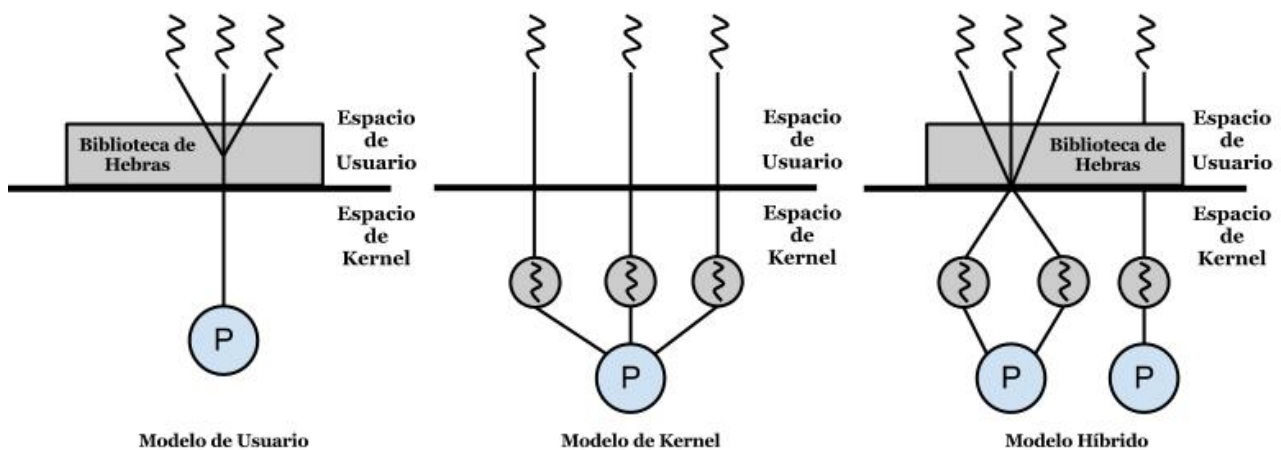 Biblioteca de
Hebras
Espacio
de
Usuario
Espacio
de
Kernel
P
Modelo de Usuario
Espacio
de
Usuario
Espacio
de
Kernel
P
Modelo de Kernel
Biblioteca de
Hebras
Espacio
de
Usuario
Espacio
de
Kernel
P
P
Modelo Híbrido